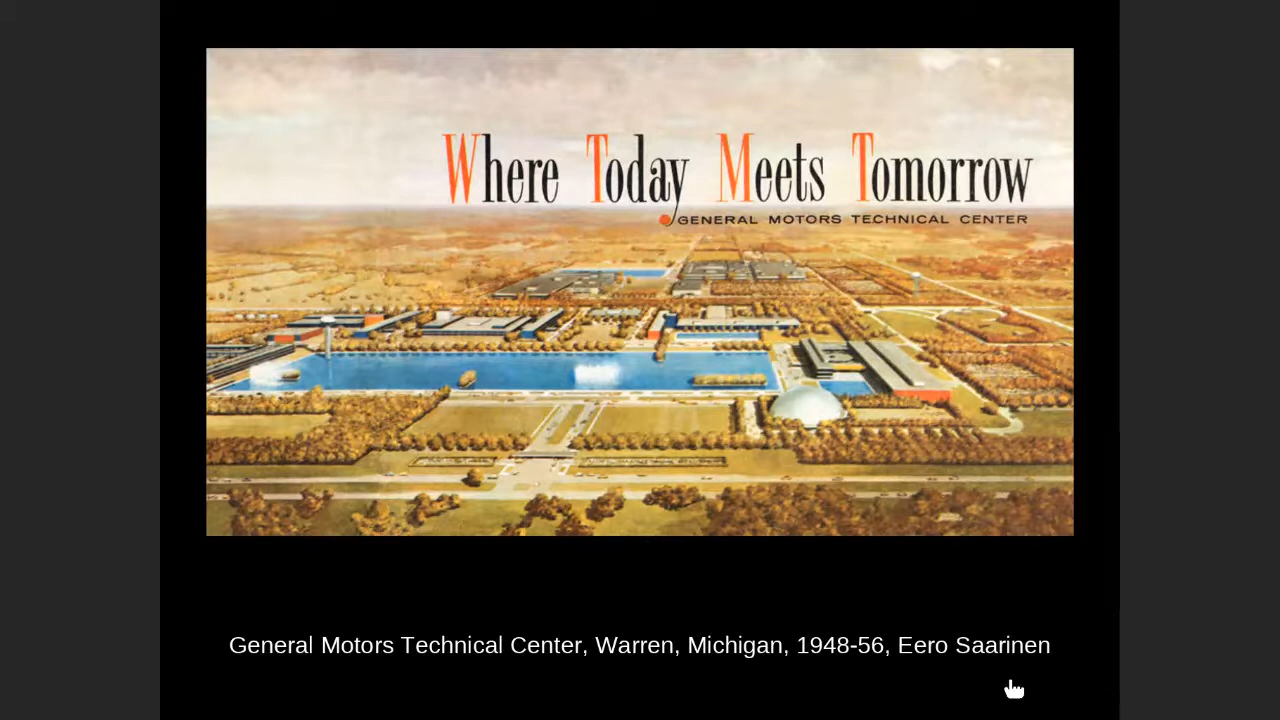 Where Today Meets Tomorrow
GENERAL MOTORS TECHNICAL CENTER
General Motors Technical Center, Warren, Michigan, 1948-56, Eero Saarinen